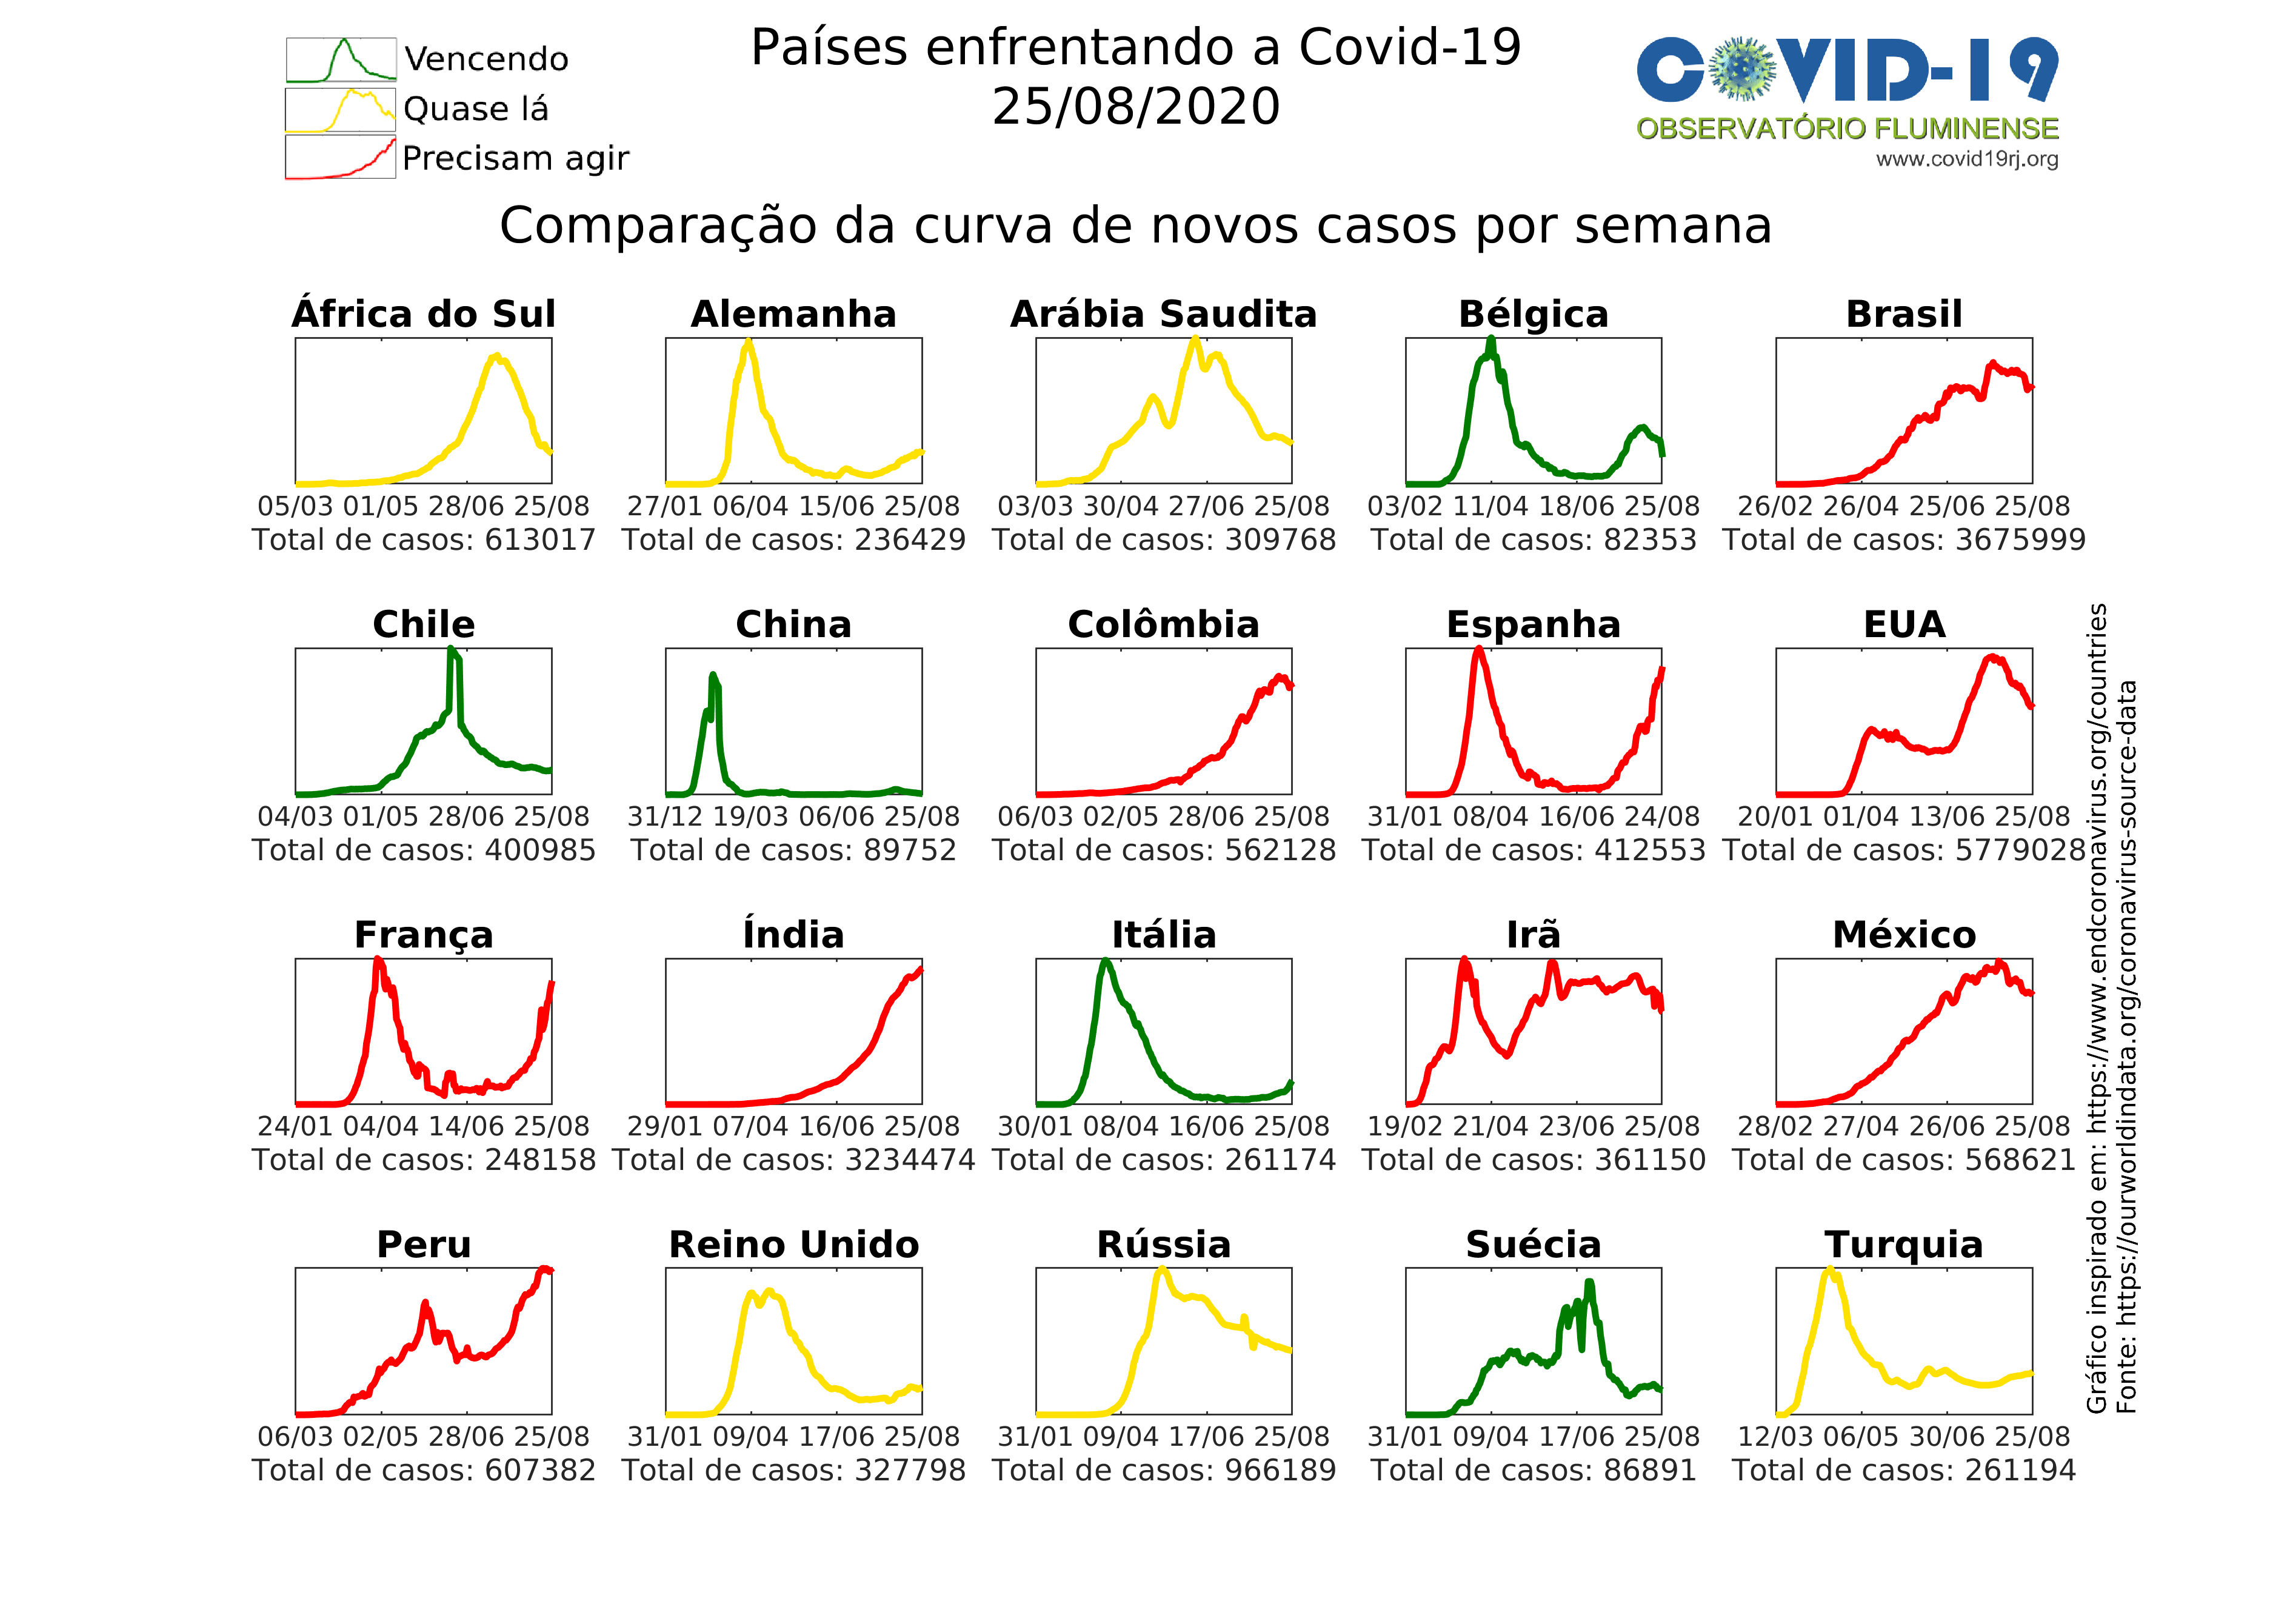 Vencendo
Quase lá
Precisam agir
Países enfrentando a Covid-19
25/08/2020
COVID-19
OBSERVATÓRIO FLUMINENSE
www.covid19rj.org
Comparação da curva de novos casos por semana
África do Sul
05/03 01/05 28/06 25/08
Total de casos: 613017
Alemanha
27/01 06/04 15/06 25/08
Total de casos: 236429
Arábia Saudita
03/03 30/04 27/06 25/08
Total de casos: 309768
Bélgica
03/02 11/04 18/06 25/08
Total de casos: 82353
Brasil
26/02 26/04 25/06 25/08
Total de casos: 3675999
Chile
04/03 01/05 28/06 25/08
Total de casos: 400985
China
31/12 19/03 06/06 25/08
Total de casos: 89752
Colômbia
06/03 02/05 28/06 25/08
Total de casos: 562128
Espanha
31/01 08/04 16/06 24/08
Total de casos: 412553
EUA
20/01 01/04 13/06 25/08
Total de casos: 5779028
França
24/01 04/04 14/06 25/08
Total de casos: 248158
Índia
29/01 07/04 16/06 25/08
Total de casos: 3234474
Itália
30/01 08/04 16/06 25/08
Total de casos: 261174
Irã
19/02 21/04 23/06 25/08
Total de casos: 361150
México
28/02 27/04 26/06 25/08
Total de casos: 568621
Peru
06/03 02/05 28/06 25/08
Total de casos: 607382
Reino Unido
31/01 09/04 17/06 25/08
Total de casos: 327798
Rússia
31/01 09/04 17/06 25/08
Total de casos: 966189
Suécia
31/01 09/04 17/06 25/08
Total de casos: 86891
Turquia
12/03 06/05 30/06 25/08
Total de casos: 261194
Gráfico inspirado em: https://www.endcoronavirus.org/countries
Fonte: https://ourworldindata.org/coronavirus-source-data